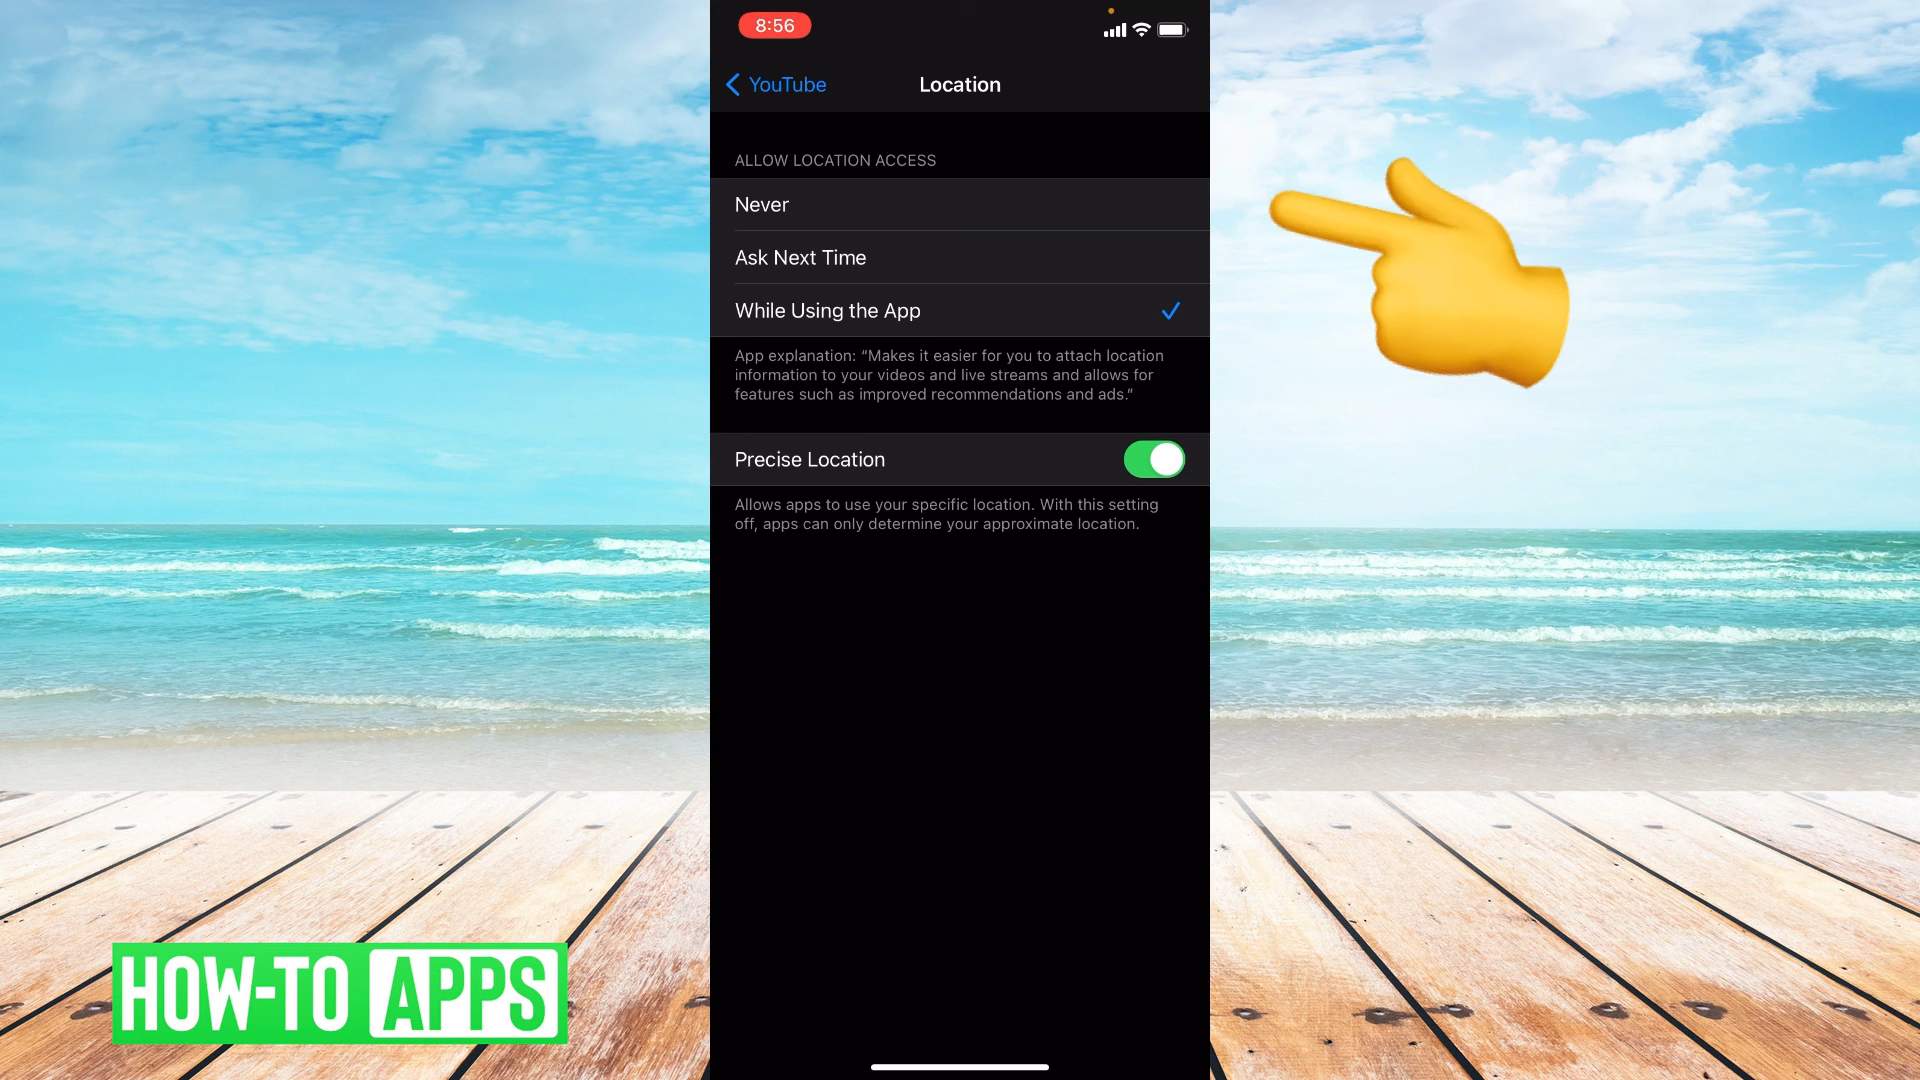 8:56
YouTube
Location
ALLOW LOCATION ACCESS
Never
Ask Next Time
While Using the App
App explanation: “Makes it easier for you to attach location
information to your videos and live streams and allows for
features such as improved recommendations and ads.”
Precise Location
Allows apps to use your specific location. With this setting
off, apps can only determine your approximate location.
HOW-TO APPS